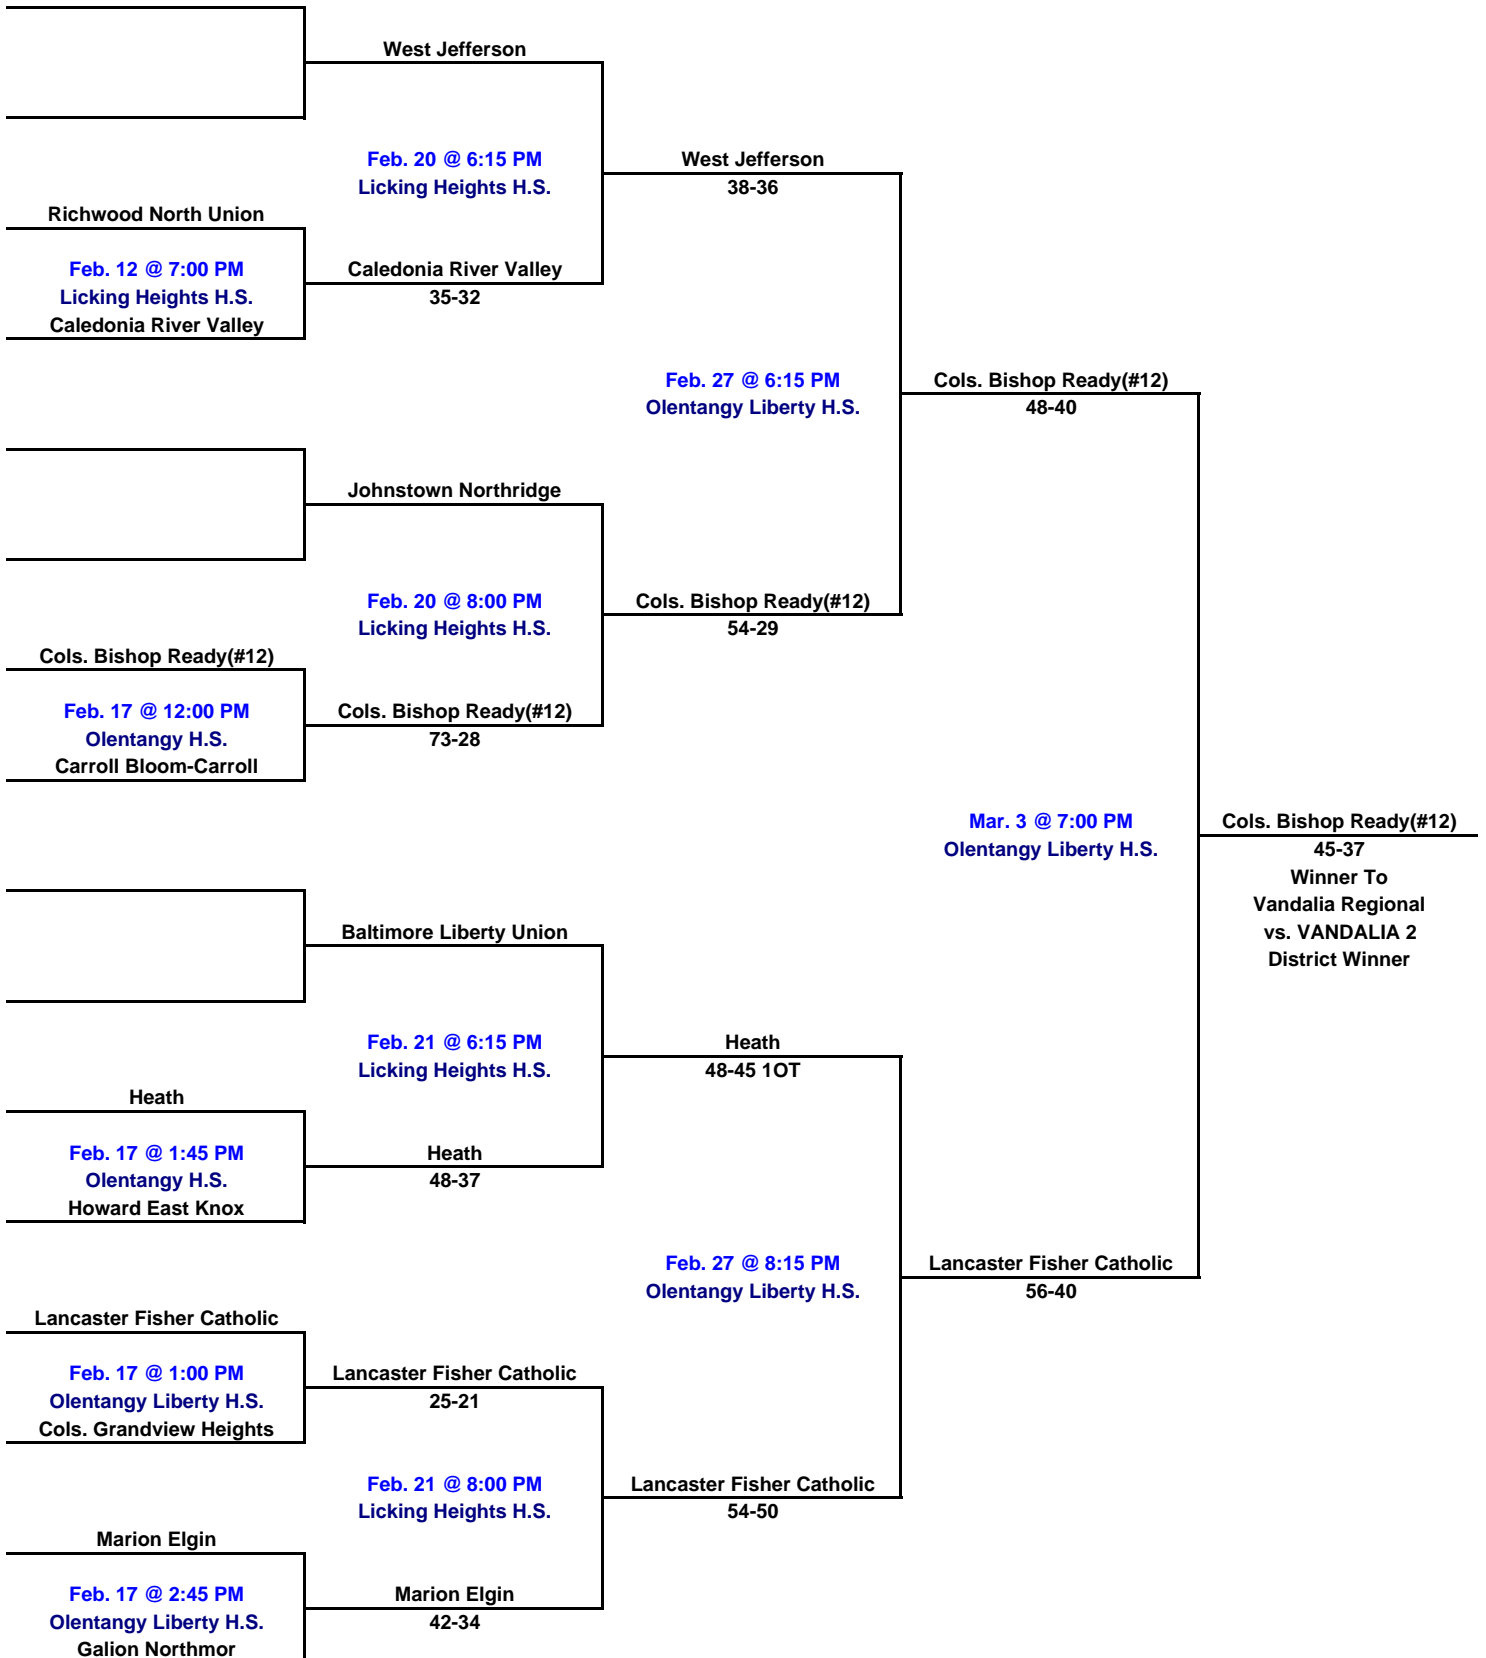 West Jefferson
Feb. 20 @ 6:15 PM
Licking Heights H.S.
West Jefferson
38-36
Richwood North Union
Feb. 12 @ 7:00 PM
Licking Heights H.S.
Caledonia River Valley
Caledonia River Valley
35-32
Feb. 27 @ 6:15 PM
Olentangy Liberty H.S.
Cols. Bishop Ready(#12)
48-40
Johnstown Northridge
Feb. 20 @ 8:00 PM
Licking Heights H.S.
Cols. Bishop Ready(#12)
54-29
Cols. Bishop Ready(#12)
Feb. 17 @ 12:00 PM
Olentangy H.S.
Carroll Bloom-Carroll
Cols. Bishop Ready(#12)
73-28
Mar. 3 @ 7:00 PM
Olentangy Liberty H.S.
Cols. Bishop Ready(#12)
45-37
Winner To
Vandalia Regional
vs. VANDALIA 2
District Winner
Baltimore Liberty Union
Feb. 21 @ 6:15 PM
Licking Heights H.S.
Heath
48-45 1OT
Heath
Feb. 17 @ 1:45 PM
Olentangy H.S.
Howard East Knox
Heath
48-37
Feb. 27 @ 8:15 PM
Olentangy Liberty H.S.
Lancaster Fisher Catholic
56-40
Lancaster Fisher Catholic
Feb. 17 @ 1:00 PM
Olentangy Liberty H.S.
Cols. Grandview Heights
Lancaster Fisher Catholic
25-21
Feb. 21 @ 8:00 PM
Licking Heights H.S.
Lancaster Fisher Catholic
54-50
Marion Elgin
Feb. 17 @ 2:45 PM
Olentangy Liberty H.S.
Galion Northmor
Marion Elgin
42-34